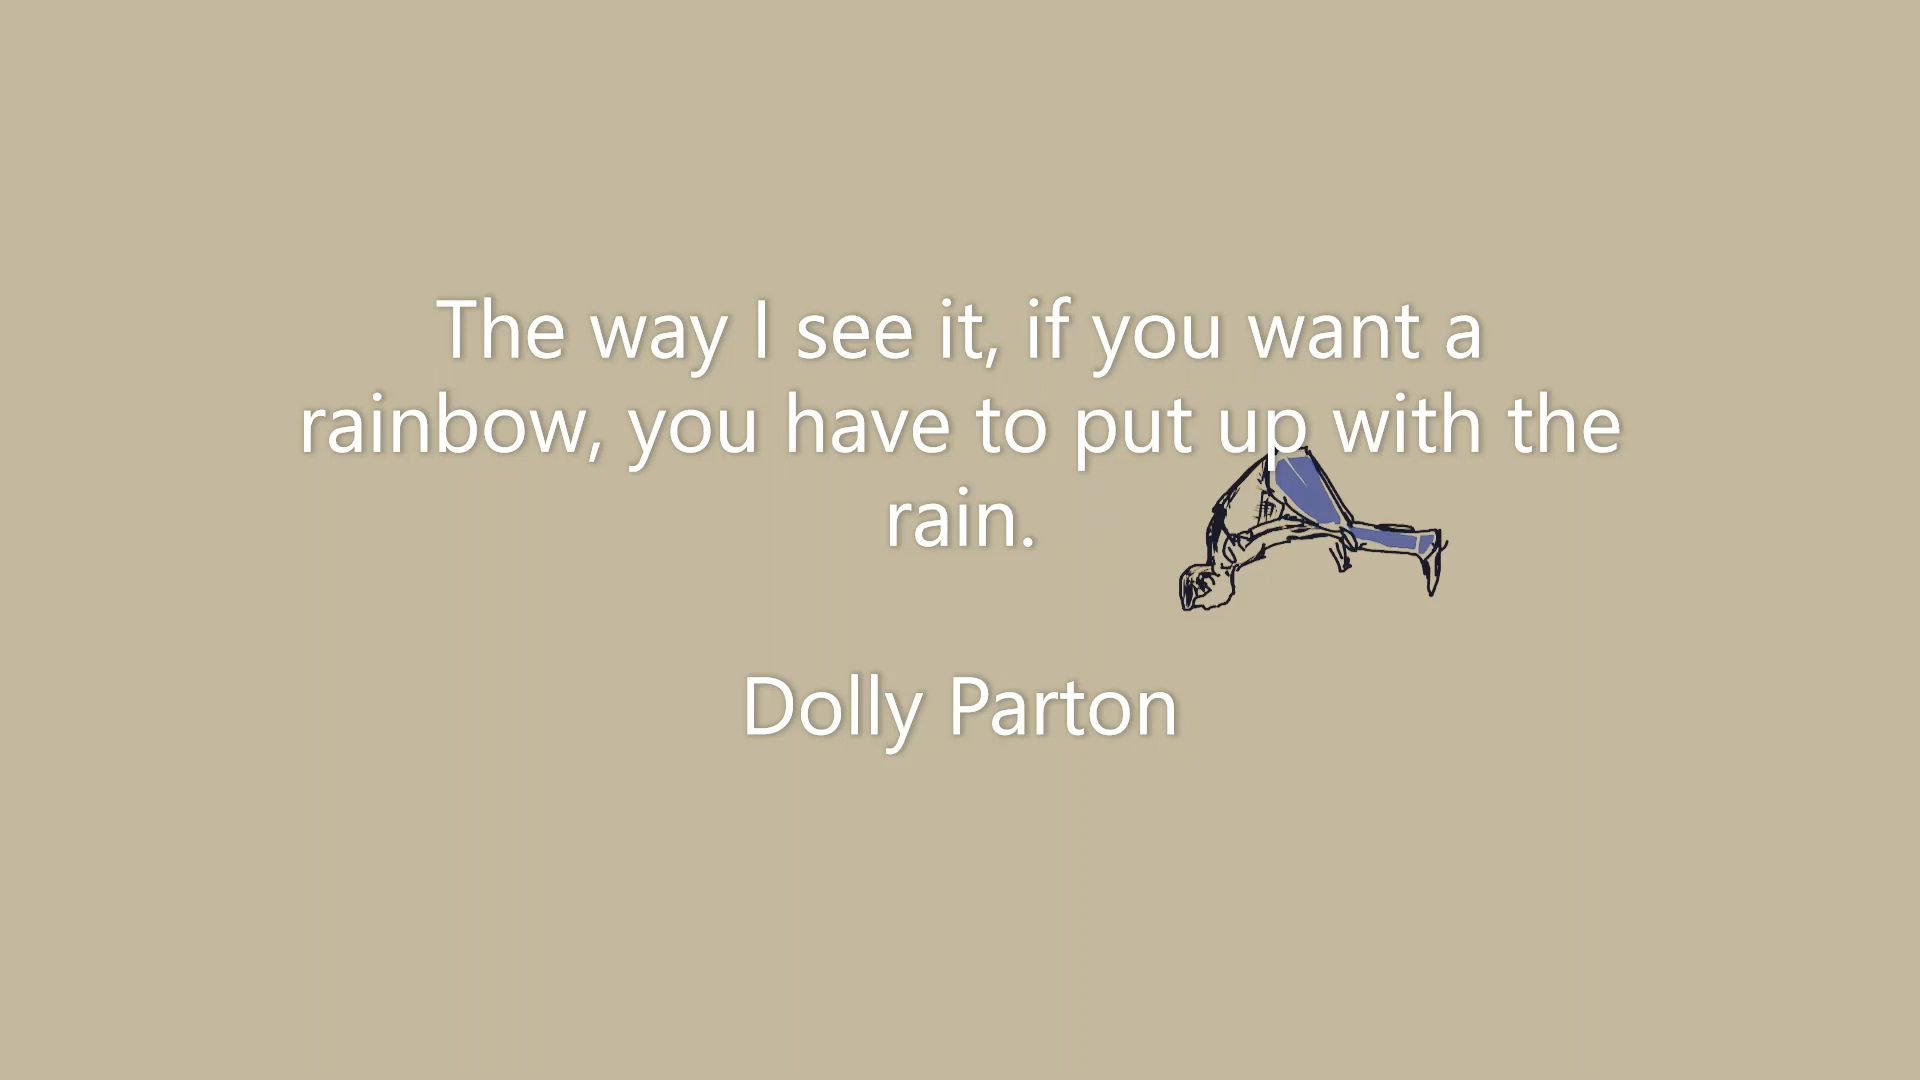 The way I see it, if you want a
rainbow, you have to put up with the
rain.
Dolly Parton